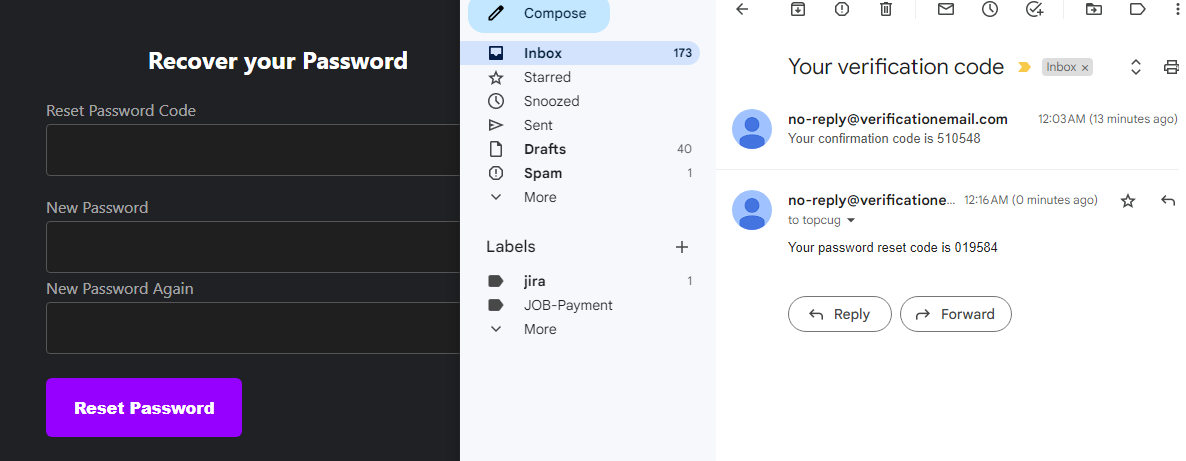 Recover your Password
Reset Password Code
New Password
New Password Again
Reset Password
Compose
Inbox 173
Starred
Snoozed
Sent
Drafts 40
Spam 1
More
Labels
jira 1
JOB-Payment
More
Your verification code Inbox ×
no-reply@verificationemail.com 12:03 AM (13 minutes ago)
Your confirmation code is 510548
no-reply@verificatione... 12:16 AM (0 minutes ago)
to topcug
Your password reset code is 019584
Reply Forward